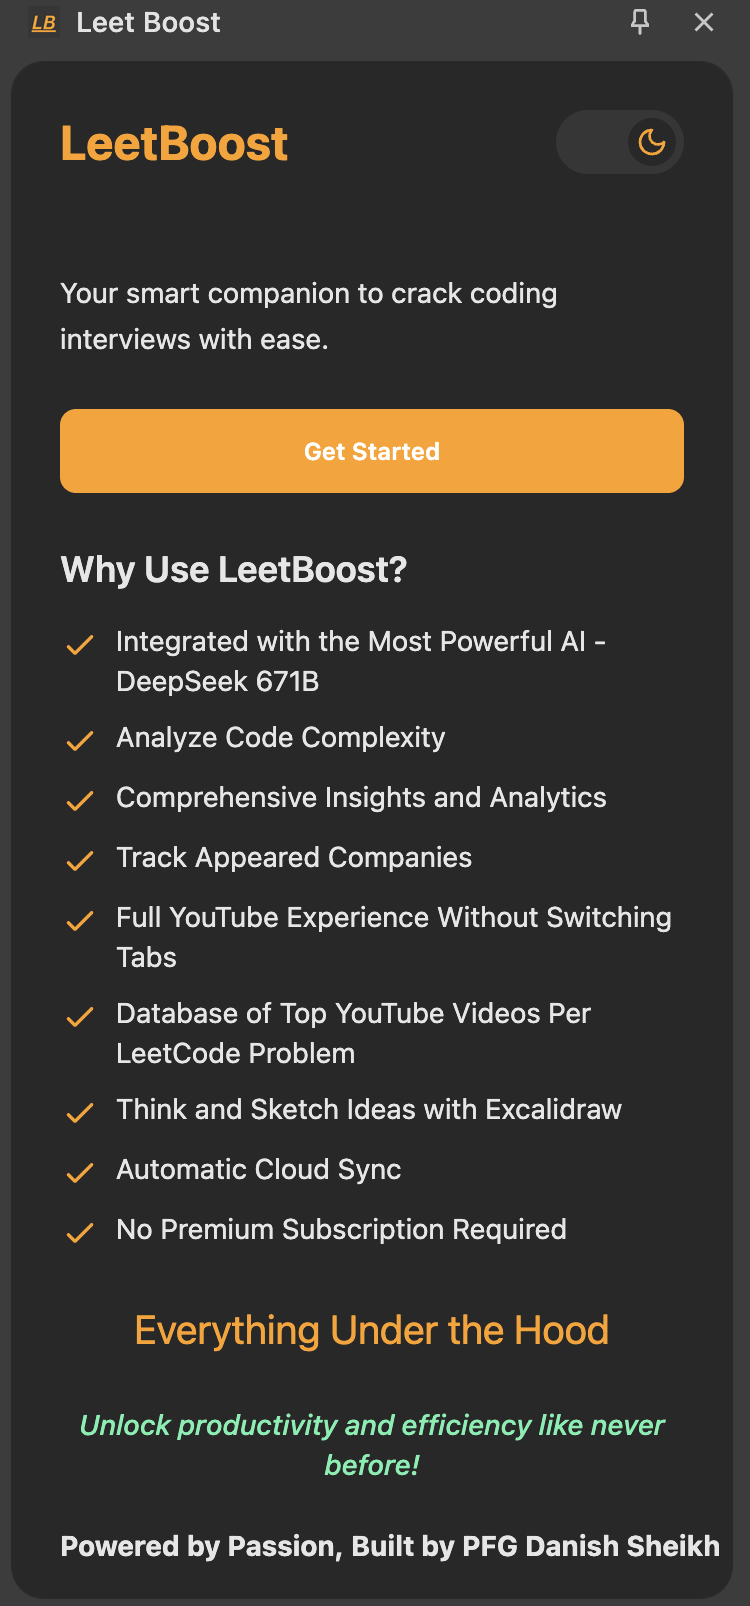 LB Leet Boost
LeetBoost
Your smart companion to crack coding
interviews with ease.
Get Started
Why Use LeetBoost?
Integrated with the Most Powerful AI -
DeepSeek 671B
Analyze Code Complexity
Comprehensive Insights and Analytics
Track Appeared Companies
Full YouTube Experience Without Switching
Tabs
Database of Top YouTube Videos Per
LeetCode Problem
Think and Sketch Ideas with Excalidraw
Automatic Cloud Sync
No Premium Subscription Required
Everything Under the Hood
Unlock productivity and efficiency like never
before!
Powered by Passion, Built by PFG Danish Sheikh